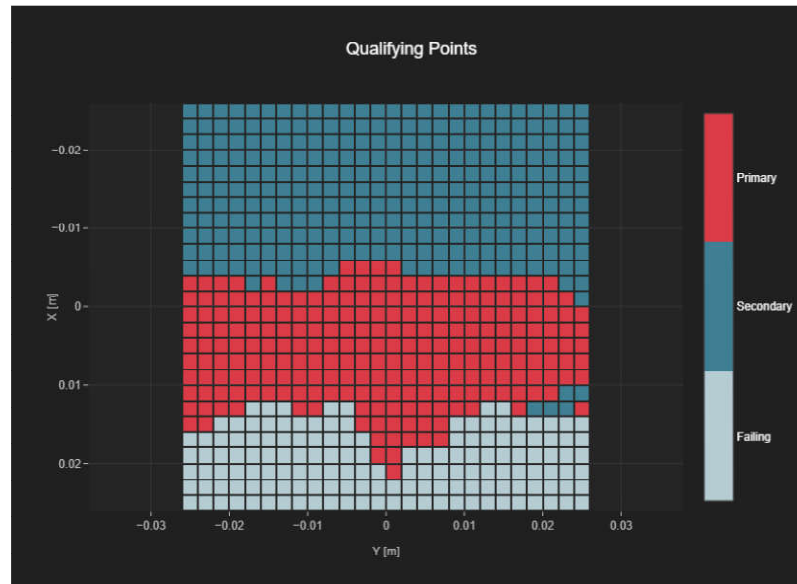 Qualifying Points
−0.02
−0.01
0
0.01
0.02
X [m]
−0.03
−0.02
−0.01
0
0.01
0.02
0.03
Y [m]
Primary
Secondary
Failing